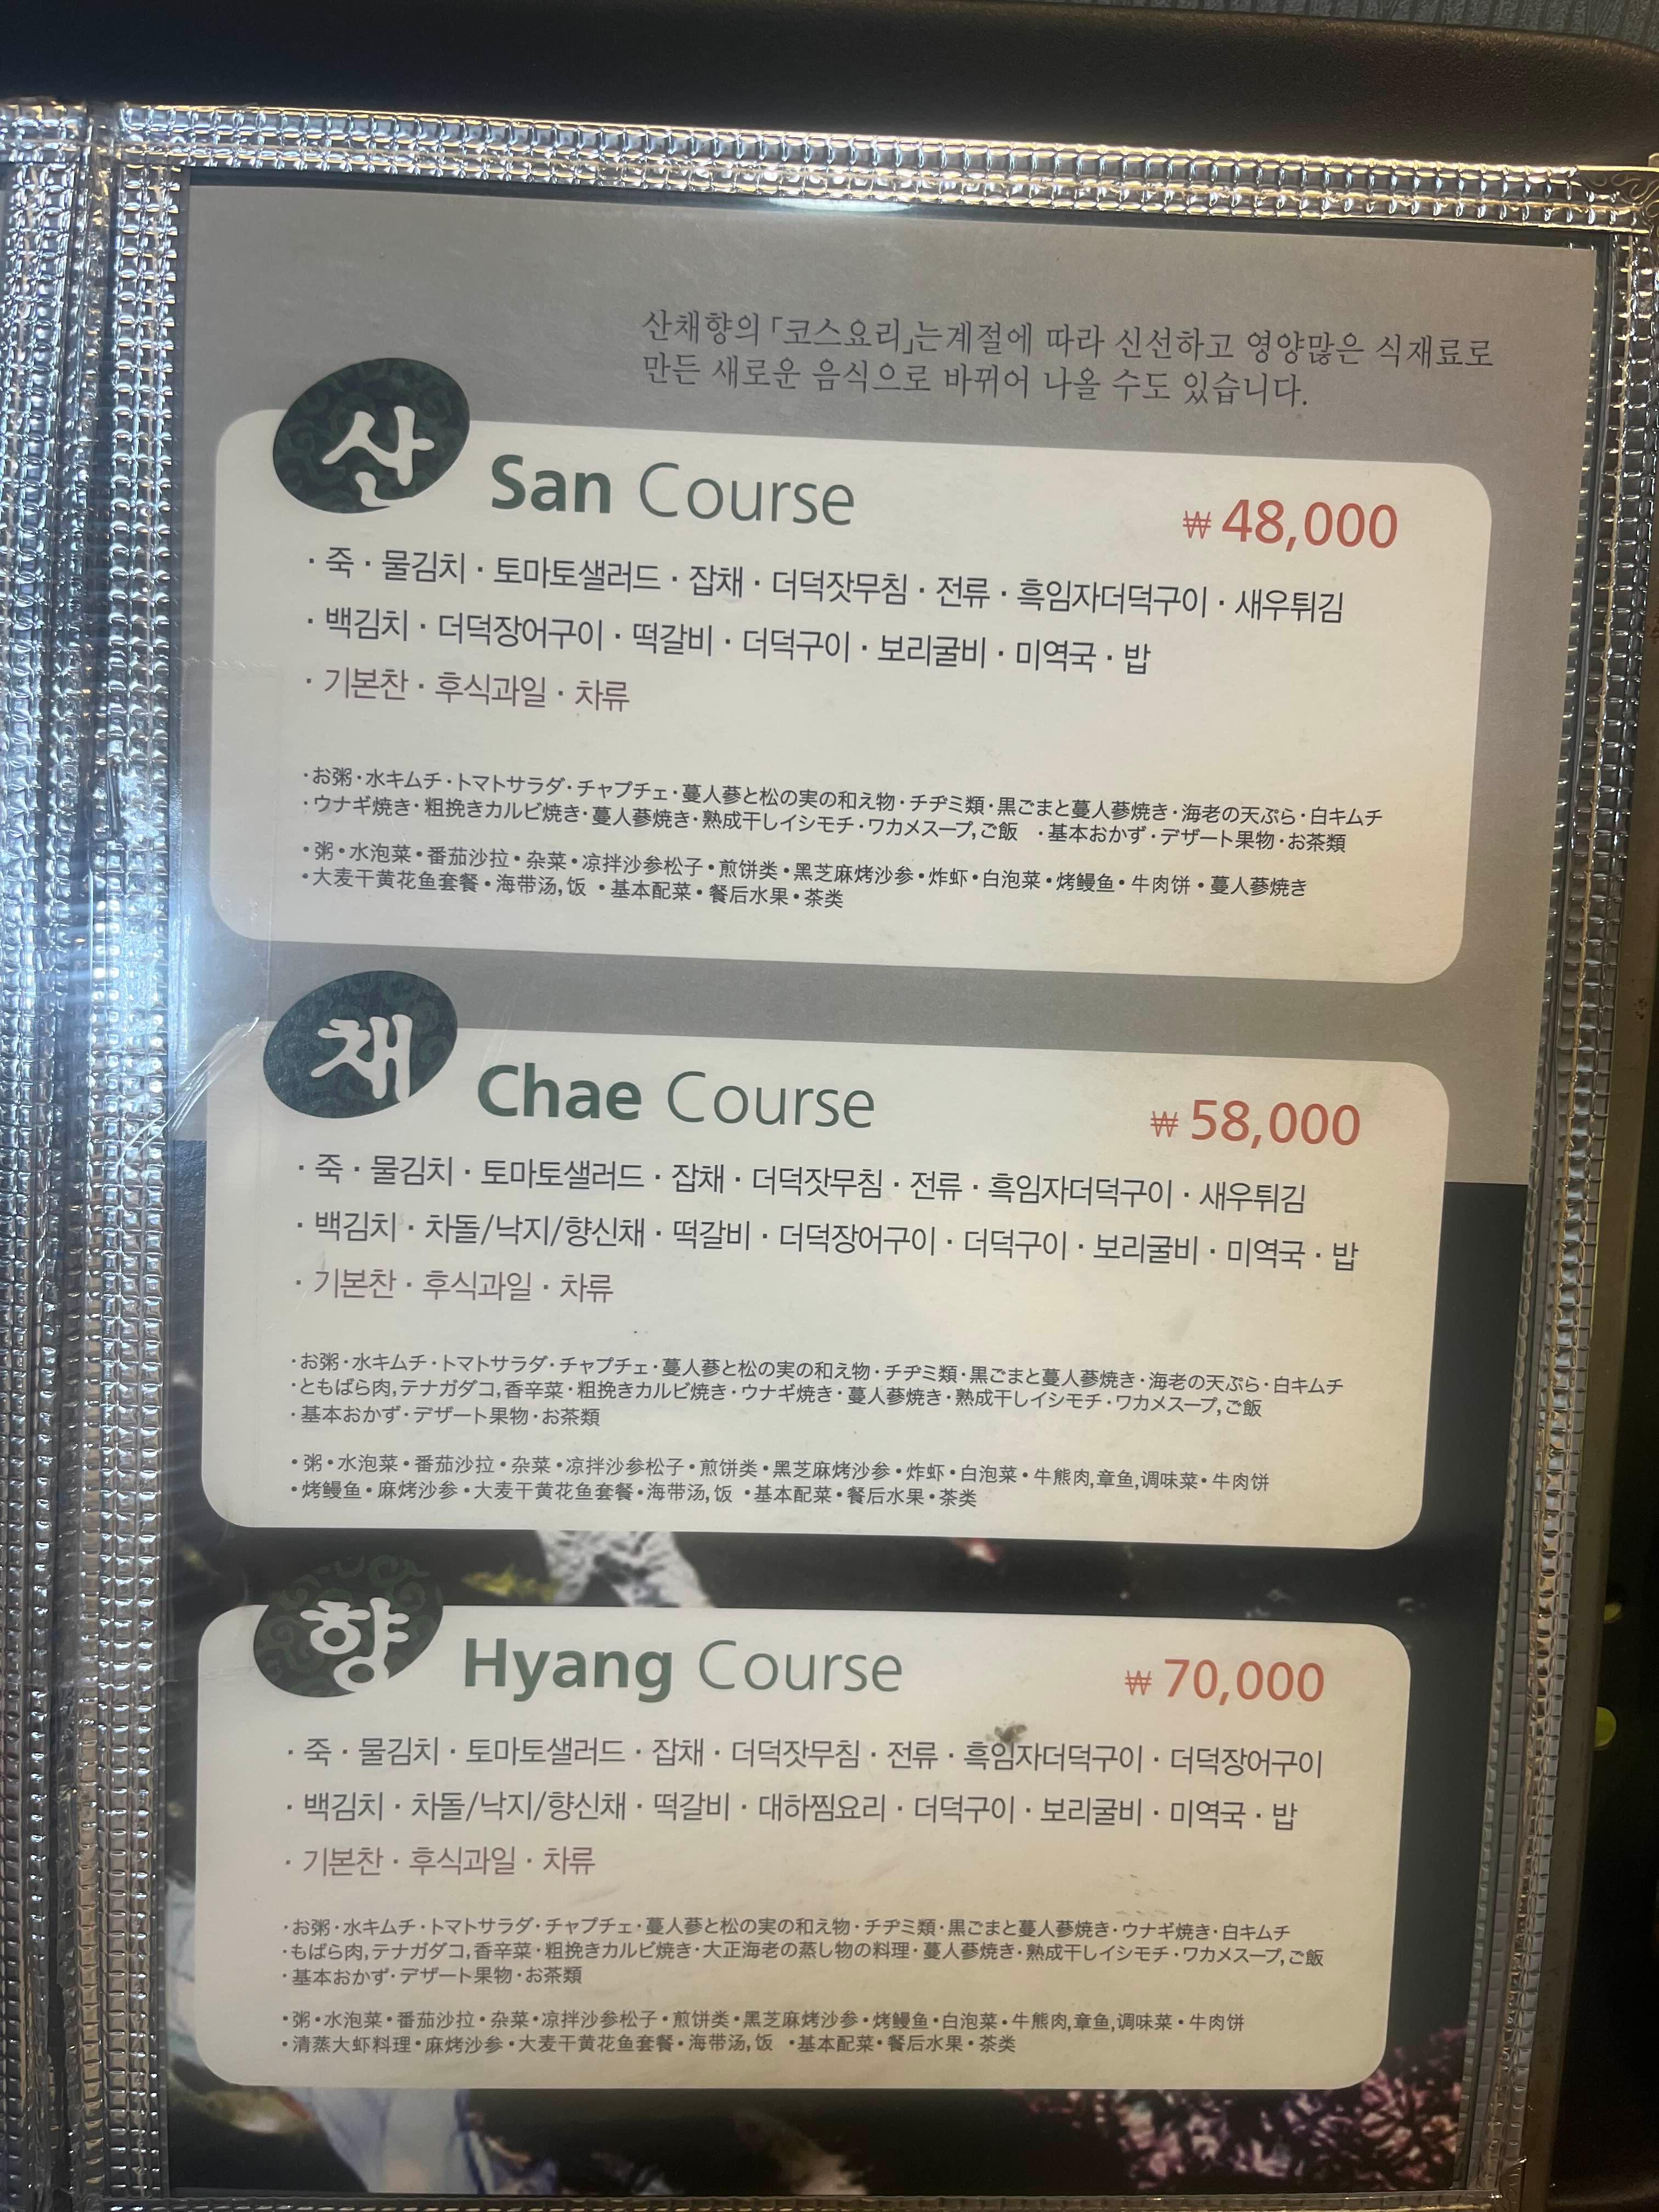 산채향의「코스요리」는계절에 따라 신선하고 영양많은 식재료로
만든 새로운 음식으로 바뀌어 나올 수도 있습니다.
산 San Course ₩48,000
·죽·물김치·토마토샐러드·잡채·더덕잣무침·전류·흑임자더덕구이·새우튀김
·백김치·더덕장어구이·떡갈비·더덕구이·보리굴비·미역국·밥
·기본찬·후식과일·차류
·お粥·水キムチ·トマトサラダ·チャプチェ·蔓人蔘と松の実の和え物·チヂミ類·黒ごまと蔓人蔘焼き·海老の天ぷら·白キムチ
·ウナギ焼き·粗挽きカルビ焼き·蔓人蔘焼き·熟成干しイシモチ·ワカメスープ,ご飯 ·基本おかず·デザート果物·お茶類
•粥•水泡菜•番茄沙拉•杂菜•凉拌沙参松子•煎饼类•黑芝麻烤沙参•炸虾•白泡菜•烤鳗鱼•牛肉饼•蔓人蔘焼き
•大麦干黄花鱼套餐•海带汤,饭 •基本配菜•餐后水果•茶类
채 Chae Course ₩58,000
·죽·물김치·토마토샐러드·잡채·더덕잣무침·전류·흑임자더덕구이·새우튀김
·백김치·차돌/낙지/향신채·떡갈비·더덕장어구이·더덕구이·보리굴비·미역국·밥
·기본찬·후식과일·차류
·お粥·水キムチ·トマトサラダ·チャプチェ·蔓人蔘と松の実の和え物·チヂミ類·黒ごまと蔓人蔘焼き·海老の天ぷら·白キムチ
·ともばら肉,テナガダコ,香辛菜·粗挽きカルビ焼き·ウナギ焼き·蔓人蔘焼き·熟成干しイシモチ·ワカメスープ,ご飯
·基本おかず·デザート果物·お茶類
•粥•水泡菜•番茄沙拉•杂菜•凉拌沙参松子•煎饼类•黑芝麻烤沙参•炸虾•白泡菜•牛熊肉,章鱼,调味菜•牛肉饼
•烤鳗鱼•麻烤沙参•大麦干黄花鱼套餐•海带汤,饭 •基本配菜•餐后水果•茶类
향 Hyang Course ₩70,000
·죽·물김치·토마토샐러드·잡채·더덕잣무침·전류·흑임자더덕구이·더덕장어구이
·백김치·차돌/낙지/향신채·떡갈비·대하찜요리·더덕구이·보리굴비·미역국·밥
·기본찬·후식과일·차류
·お粥·水キムチ·トマトサラダ·チャプチェ·蔓人蔘と松の実の和え物·チヂミ類·黒ごまと蔓人蔘焼き·ウナギ焼き·白キムチ
·もばら肉,テナガダコ,香辛菜·粗挽きカルビ焼き·大正海老の蒸し物の料理·蔓人蔘焼き·熟成干しイシモチ·ワカメスープ,ご飯
·基本おかず·デザート果物·お茶類
•粥•水泡菜•番茄沙拉•杂菜•凉拌沙参松子•煎饼类•黑芝麻烤沙参•烤鳗鱼•白泡菜•牛熊肉,章鱼,调味菜•牛肉饼
•清蒸大虾料理•麻烤沙参•大麦干黄花鱼套餐•海带汤,饭 •基本配菜•餐后水果•茶类